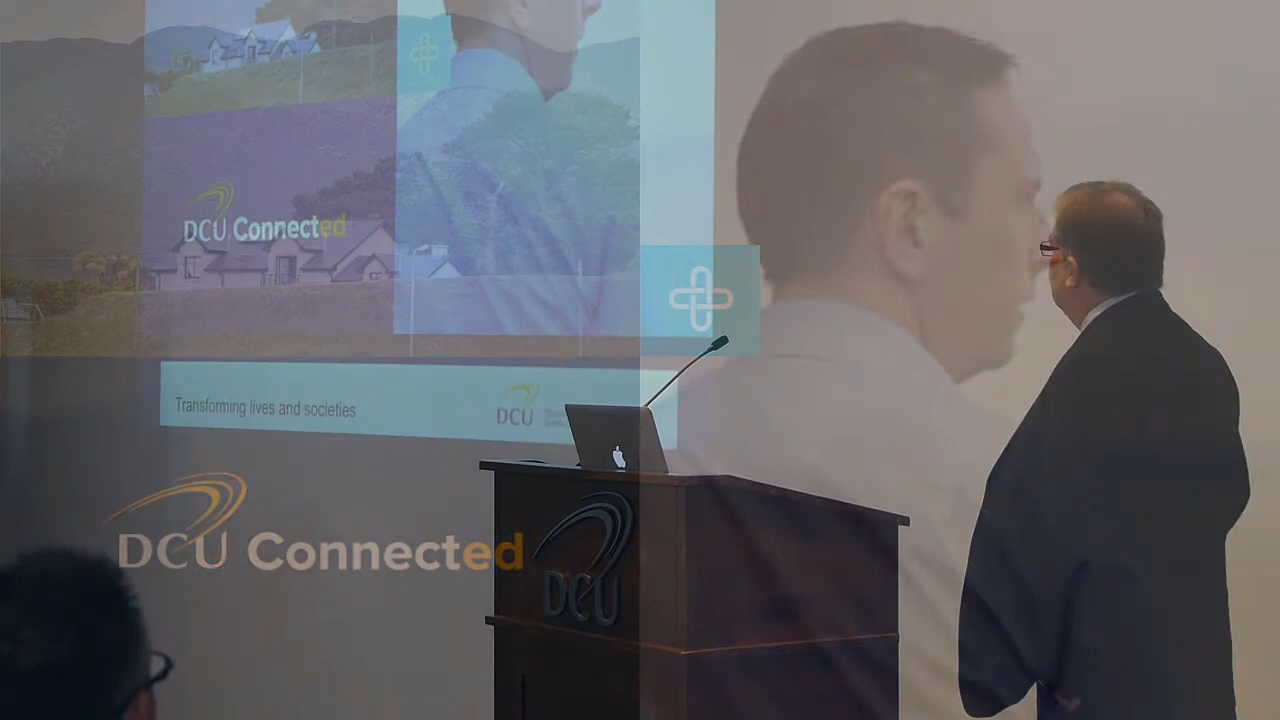 DCU Connected
Transforming lives and societies
DCU
DCU Connected
DCU